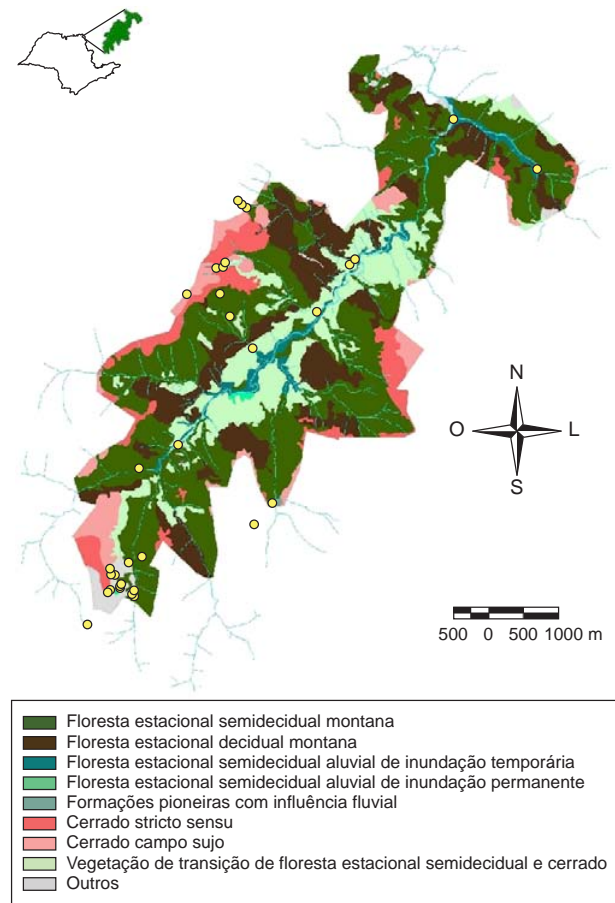 N
O
L
S
500 0 500 1000 m
Floresta estacional semidecidual montana
Floresta estacional decidual montana
Floresta estacional semidecidual aluvial de inundação temporária
Floresta estacional semidecidual aluvial de inundação permanente
Formações pioneiras com influência fluvial
Cerrado stricto sensu
Cerrado campo sujo
Vegetação de transição de floresta estacional semidecidual e cerrado
Outros